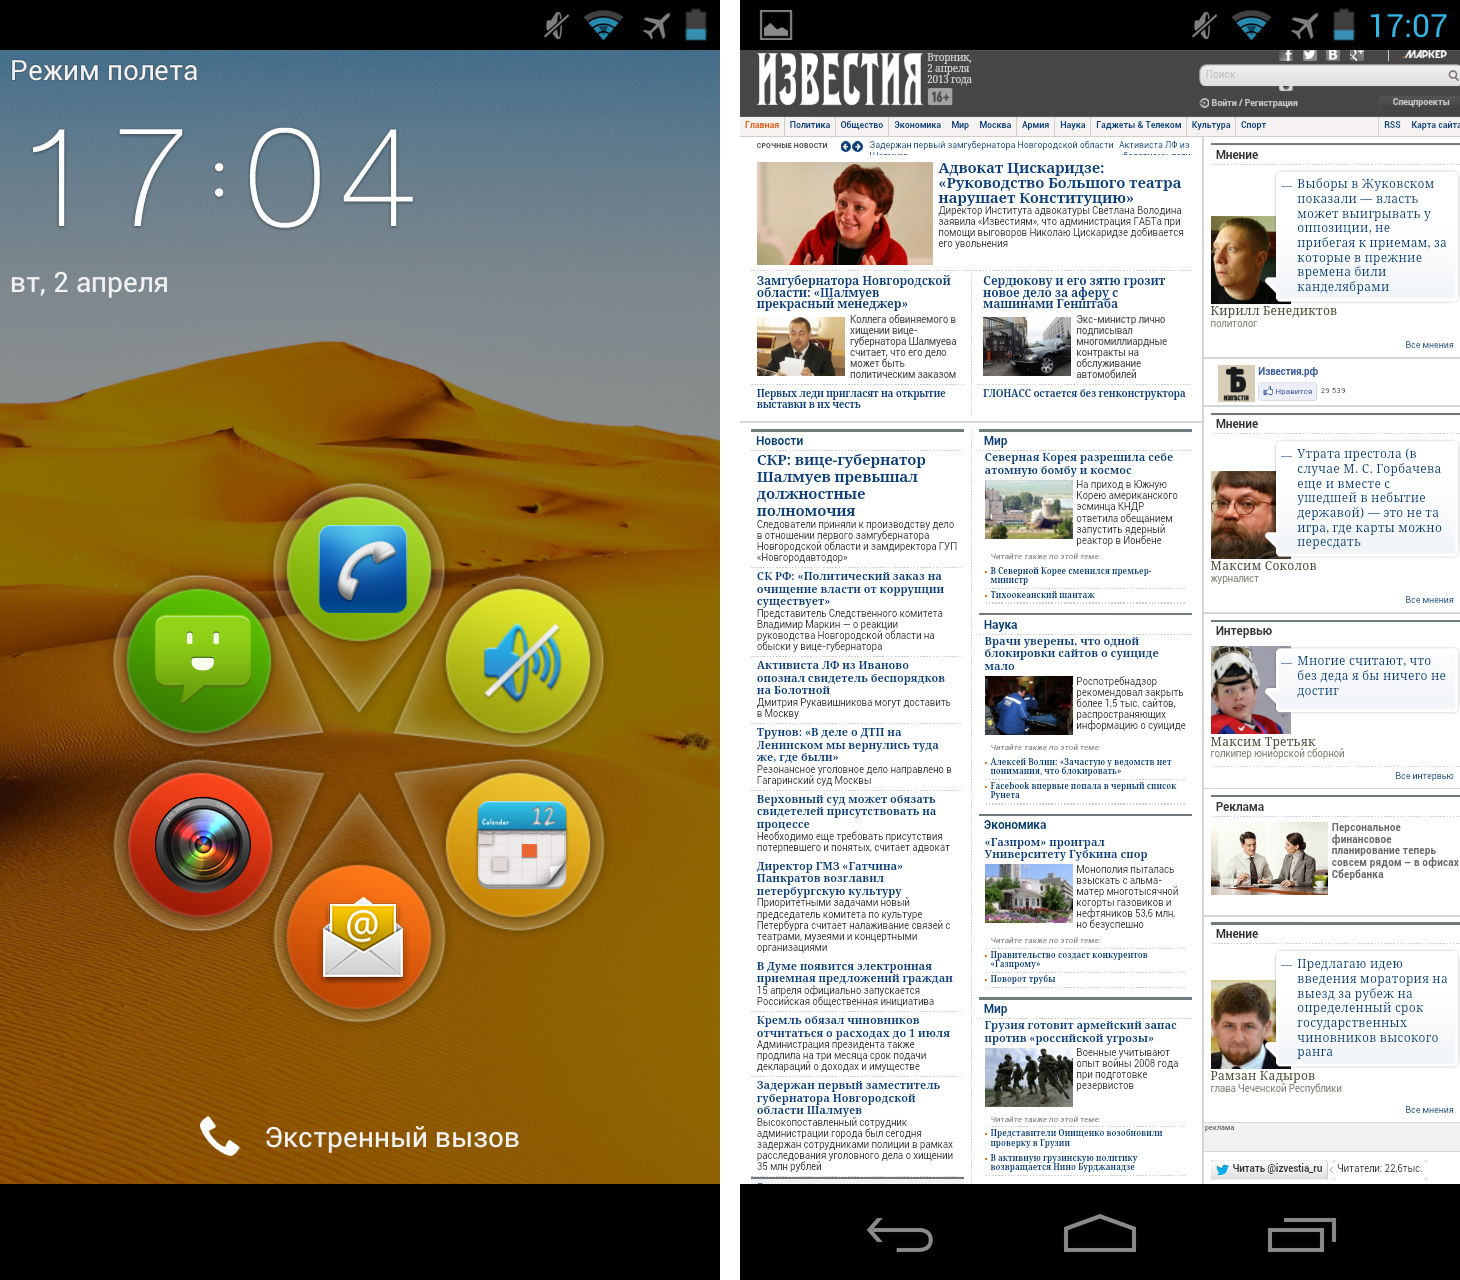 Режим полета
17:04
вт, 2 апреля
Calendar 12
@
Экстренный вызов
17:07
ИЗВЕСТИЯ
Вторник,
2 апреля
2013 года
16+
МАРКЕР
Поиск
Войти / Регистрация
Спецпроекты
Главная Политика Общество Экономика Мир Москва Армия Наука Гаджеты & Телеком Культура Спорт RSS Карта сайта
СРОЧНЫЕ НОВОСТИ
Задержан первый замгубернатора Новгородской области Активиста ЛФ из
Адвокат Цискаридзе:
«Руководство Большого театра
нарушает Конституцию»
Директор Института адвокатуры Светлана Володина
заявила «Известиям», что администрация ГАБТа при
помощи выговоров Николаю Цискаридзе добивается
его увольнения
Замгубернатора Новгородской
области: «Шалмуев
прекрасный менеджер»
Коллега обвиняемого в
хищении вице-
губернатора Шалмуева
считает, что его дело
может быть
политическим заказом
Первых леди пригласят на открытие
выставки в их честь
Сердюкову и его зятю грозит
новое дело за аферу с
машинами Генштаба
Экс-министр лично
подписывал
многомиллиардные
контракты на
обслуживание
автомобилей
ГЛОНАСС остается без генконструктора
Новости
СКР: вице-губернатор
Шалмуев превышал
должностные
полномочия
Следователи приняли к производству дело
в отношении первого замгубернатора
Новгородской области и замдиректора ГУП
«Новгородавтодор»
СК РФ: «Политический заказ на
очищение власти от коррупции
существует»
Представитель Следственного комитета
Владимир Маркин — о реакции
руководства Новгородской области на
обыски у вице-губернатора
Активиста ЛФ из Иваново
опознал свидетель беспорядков
на Болотной
Дмитрия Рукавишникова могут доставить
в Москву
Трунов: «В деле о ДТП на
Ленинском мы вернулись туда
же, где были»
Резонансное уголовное дело направлено в
Гагаринский суд Москвы
Верховный суд может обязать
свидетелей присутствовать на
процессе
Необходимо еще требовать присутствия
потерпевшего и понятых, считает адвокат
Директор ГМЗ «Гатчина»
Панкратов возглавил
петербургскую культуру
Приоритетными задачами новый
председатель комитета по культуре
Петербурга считает налаживание связей с
театрами, музеями и концертными
организациями
В Думе появится электронная
приемная предложений граждан
15 апреля официально запускается
Российская общественная инициатива
Кремль обязал чиновников
отчитаться о расходах до 1 июля
Администрация президента также
продлила на три месяца срок подачи
деклараций о доходах и имуществе
Задержан первый заместитель
губернатора Новгородской
области Шалмуев
Высокопоставленный сотрудник
администрации города был сегодня
задержан сотрудниками полиции в рамках
расследования уголовного дела о хищении
35 млн рублей
Мир
Северная Корея разрешила себе
атомную бомбу и космос
На приход в Южную
Корею американского
эсминца КНДР
ответила обещанием
запустить ядерный
реактор в Йонбене
Читайте также по этой теме:
В Северной Корее сменился премьер-
министр
Тихоокеанский шантаж
Наука
Врачи уверены, что одной
блокировки сайтов о суициде
мало
Роспотребнадзор
рекомендовал закрыть
более 1,5 тыс. сайтов,
распространяющих
информацию о суициде
Читайте также по этой теме:
Алексей Волин: «Зачастую у ведомств нет
понимания, что блокировать»
Facebook впервые попала в черный список
Рунета
Экономика
«Газпром» проиграл
Университету Губкина спор
Монополия пыталась
взыскать с альма-
матер многотысячной
когорты газовиков и
нефтяников 53,6 млн,
но безуспешно
Читайте также по этой теме:
Правительство создаст конкурентов
«Газпрому»
Поворот трубы
Мир
Грузия готовит армейский запас
против «российской угрозы»
Военные учитывают
опыт войны 2008 года
при подготовке
резервистов
Читайте также по этой теме:
Представители Онищенко возобновили
проверку в Грузии
В активную грузинскую политику
возвращается Нино Бурджанадзе
Мнение
— Выборы в Жуковском
показали — власть
может выигрывать у
оппозиции, не
прибегая к приемам, за
которые в прежние
времена били
канделябрами
Кирилл Бенедиктов
политолог
Все мнения
Ъ
ИЗВѢСТІЯ
Известия.рф
Нравится 29 539
Мнение
— Утрата престола (в
случае М. С. Горбачева
еще и вместе с
ушедшей в небытие
державой) — это не та
игра, где карты можно
пересдать
Максим Соколов
журналист
Все мнения
Интервью
— Многие считают, что
без деда я бы ничего не
достиг
Максим Третьяк
голкипер юниорской сборной
Все интервью
Реклама
Персональное
финансовое
планирование теперь
совсем рядом – в офисах
Сбербанка
Мнение
— Предлагаю идею
введения моратория на
выезд за рубеж на
определенный срок
государственных
чиновников высокого
ранга
Рамзан Кадыров
глава Чеченской Республики
Все мнения
реклама
Читать @izvestia_ru Читатели: 22,6тыс.